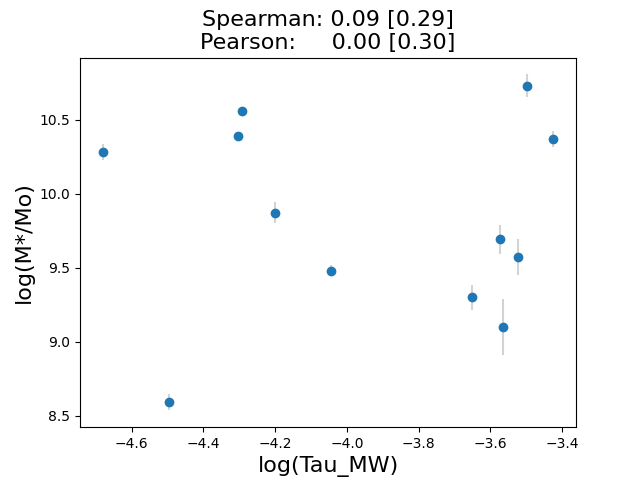 Spearman: 0.09 [0.29]
Pearson: 0.00 [0.30]
log(M*/Mo)
10.5
10.0
9.5
9.0
8.5
−4.6 −4.4 −4.2 −4.0 −3.8 −3.6 −3.4
log(Tau_MW)